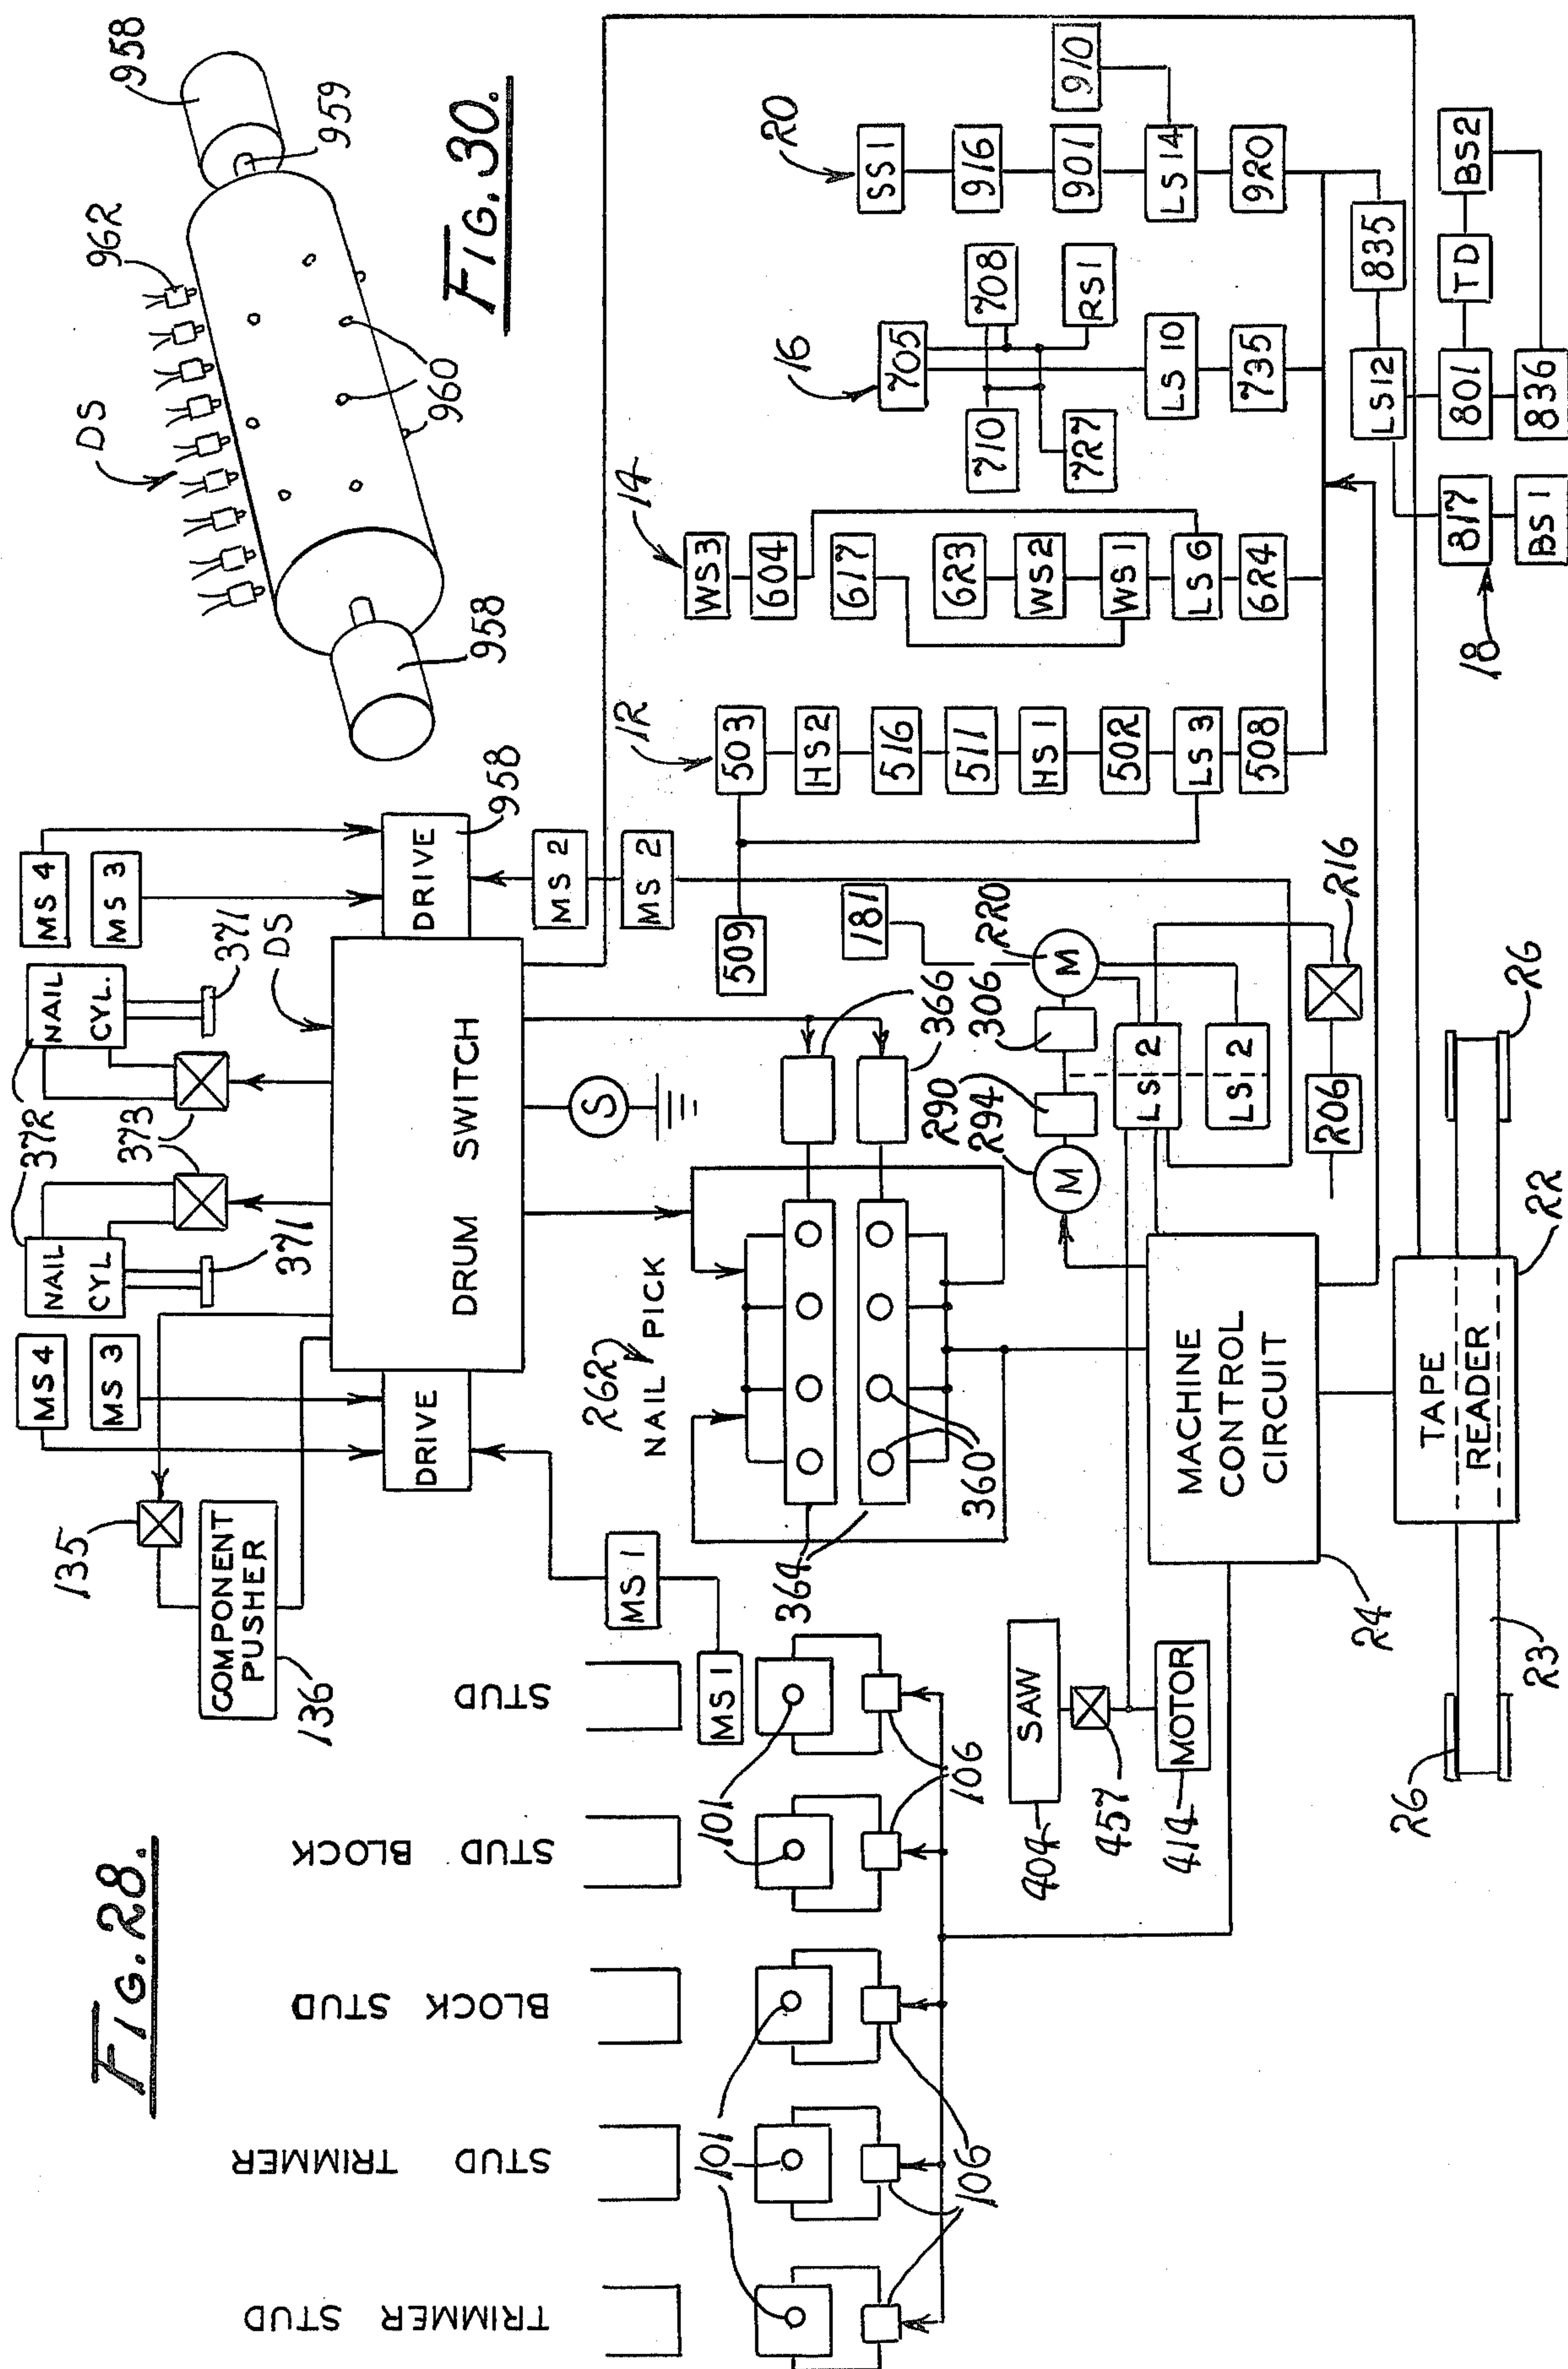 FIG. 28.
TRIMMER STUD
STUD TRIMMER
BLOCK STUD
STUD BLOCK
STUD
101
101
106
106
MS 1
MS 1
135
COMPONENT
PUSHER
136
MS 4
MS 3
NAIL
CYL
371
372
373
NAIL
CYL.
371
MS 4
MS 3
DRIVE
DRUM SWITCH
DS
DRIVE
958
MS 2
MS 2
S
262
NAIL PICK
364
360
366
SAW
404
457
MOTOR
414
MACHINE
CONTROL
CIRCUIT
24
TAPE
READER
22
23
26
26
294
M
290
306
M
220
181
LS 2
LS 2
206
216
12
503
HS 2
516
511
HS 1
502
LS 3
508
509
14
WS 3
604
617
623
WS 2
WS 1
LS 6
624
16
705
710
708
727
RS 1
LS 10
735
20
SS 1
916
901
910
LS 14
920
835
LS 12
18
817
BS 1
801
836
TD
BS 2
FIG. 30.
DS
962
958
959
960
958